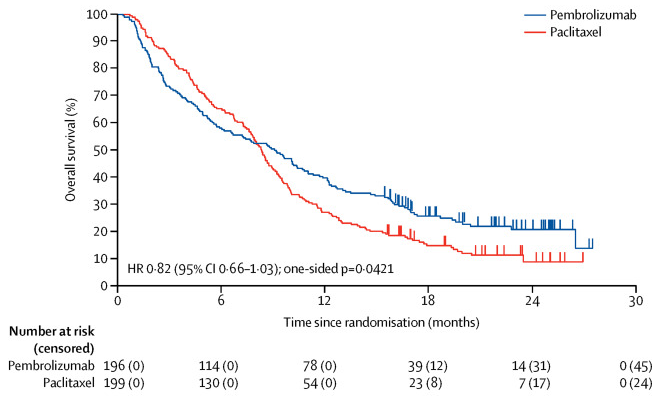 Pembrolizumab
Paclitaxel
100
90
80
70
60
50
40
30
20
10
0
Overall survival (%)
HR 0·82 (95% CI 0·66–1·03); one-sided p=0·0421
0 6 12 18 24 30
Time since randomisation (months)
Number at risk
(censored)
Pembrolizumab 196 (0) 114 (0) 78 (0) 39 (12) 14 (31) 0 (45)
Paclitaxel 199 (0) 130 (0) 54 (0) 23 (8) 7 (17) 0 (24)